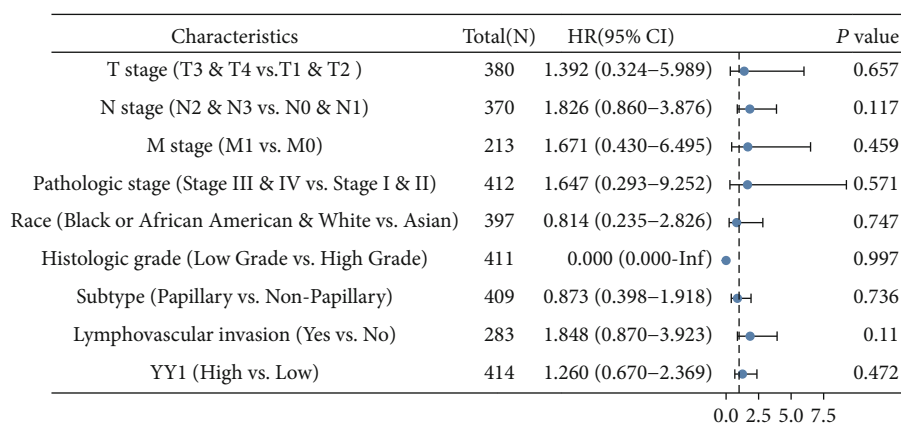 Characteristics Total(N) HR(95% CI) P value
T stage (T3 & T4 vs.T1 & T2 ) 380 1.392 (0.324–5.989) 0.657
N stage (N2 & N3 vs. N0 & N1) 370 1.826 (0.860–3.876) 0.117
M stage (M1 vs. M0) 213 1.671 (0.430–6.495) 0.459
Pathologic stage (Stage III & IV vs. Stage I & II) 412 1.647 (0.293–9.252) 0.571
Race (Black or African American & White vs. Asian) 397 0.814 (0.235–2.826) 0.747
Histologic grade (Low Grade vs. High Grade) 411 0.000 (0.000-Inf) 0.997
Subtype (Papillary vs. Non-Papillary) 409 0.873 (0.398–1.918) 0.736
Lymphovascular invasion (Yes vs. No) 283 1.848 (0.870–3.923) 0.11
YY1 (High vs. Low) 414 1.260 (0.670–2.369) 0.472
0.0 2.5 5.0 7.5